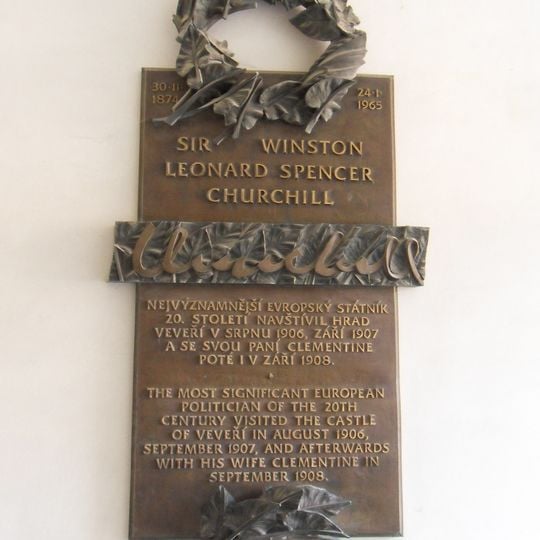 30·11 24·1
1874 1965
SIR WINSTON
LEONARD SPENCER
CHURCHILL
Churchill
NEJVÝZNAMNĚJŠÍ EVROPSKÝ STÁTNÍK
20. STOLETÍ NAVŠTÍVIL HRAD
VEVEŘÍ V SRPNU 1906, ZÁŘÍ 1907
A SE SVOU PANÍ CLEMENTINE
POTÉ I V ZÁŘÍ 1908.
THE MOST SIGNIFICANT EUROPEAN
POLITICIAN OF THE 20TH
CENTURY VISITED THE CASTLE
OF VEVEŘÍ IN AUGUST 1906,
SEPTEMBER 1907, AND AFTERWARDS
WITH HIS WIFE CLEMENTINE IN
SEPTEMBER 1908.